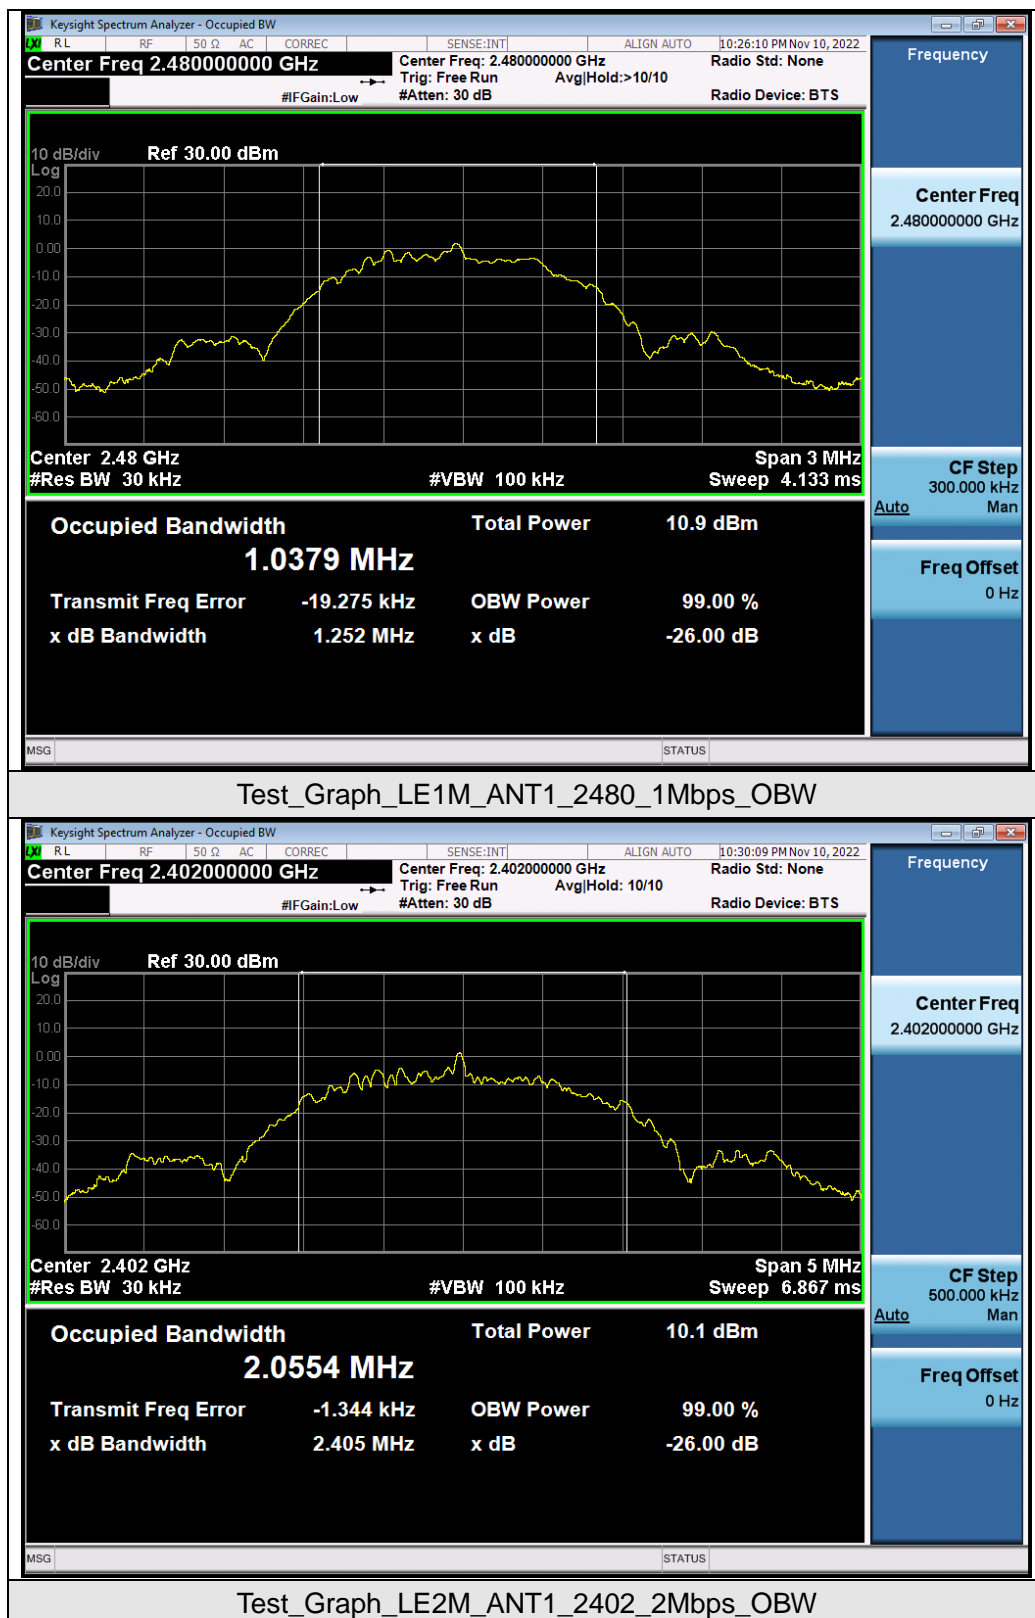 Keysight Spectrum Analyzer - Occupied BW
LXI RL RF 50 Ω AC CORREC SENSE:INT ALIGN AUTO 10:26:10 PM Nov 10, 2022
Center Freq 2.480000000 GHz Center Freq: 2.480000000 GHz Radio Std: None
Trig: Free Run Avg|Hold:>10/10
#IFGain:Low #Atten: 30 dB Radio Device: BTS
Frequency
10 dB/div Ref 30.00 dBm
Log
20.0
10.0
0.00
-10.0
-20.0
-30.0
-40.0
-50.0
-60.0
Center 2.48 GHz Span 3 MHz
#Res BW 30 kHz #VBW 100 kHz Sweep 4.133 ms
Center Freq
2.480000000 GHz
CF Step
300.000 kHz
Auto Man
Freq Offset
0 Hz
Occupied Bandwidth Total Power 10.9 dBm
1.0379 MHz
Transmit Freq Error -19.275 kHz OBW Power 99.00 %
x dB Bandwidth 1.252 MHz x dB -26.00 dB
MSG STATUS
Test_Graph_LE1M_ANT1_2480_1Mbps_OBW
Keysight Spectrum Analyzer - Occupied BW
LXI RL RF 50 Ω AC CORREC SENSE:INT ALIGN AUTO 10:30:09 PM Nov 10, 2022
Center Freq 2.402000000 GHz Center Freq: 2.402000000 GHz Radio Std: None
Trig: Free Run Avg|Hold: 10/10
#IFGain:Low #Atten: 30 dB Radio Device: BTS
Frequency
10 dB/div Ref 30.00 dBm
Log
20.0
10.0
0.00
-10.0
-20.0
-30.0
-40.0
-50.0
-60.0
Center 2.402 GHz Span 5 MHz
#Res BW 30 kHz #VBW 100 kHz Sweep 6.867 ms
Center Freq
2.402000000 GHz
CF Step
500.000 kHz
Auto Man
Freq Offset
0 Hz
Occupied Bandwidth Total Power 10.1 dBm
2.0554 MHz
Transmit Freq Error -1.344 kHz OBW Power 99.00 %
x dB Bandwidth 2.405 MHz x dB -26.00 dB
MSG STATUS
Test_Graph_LE2M_ANT1_2402_2Mbps_OBW